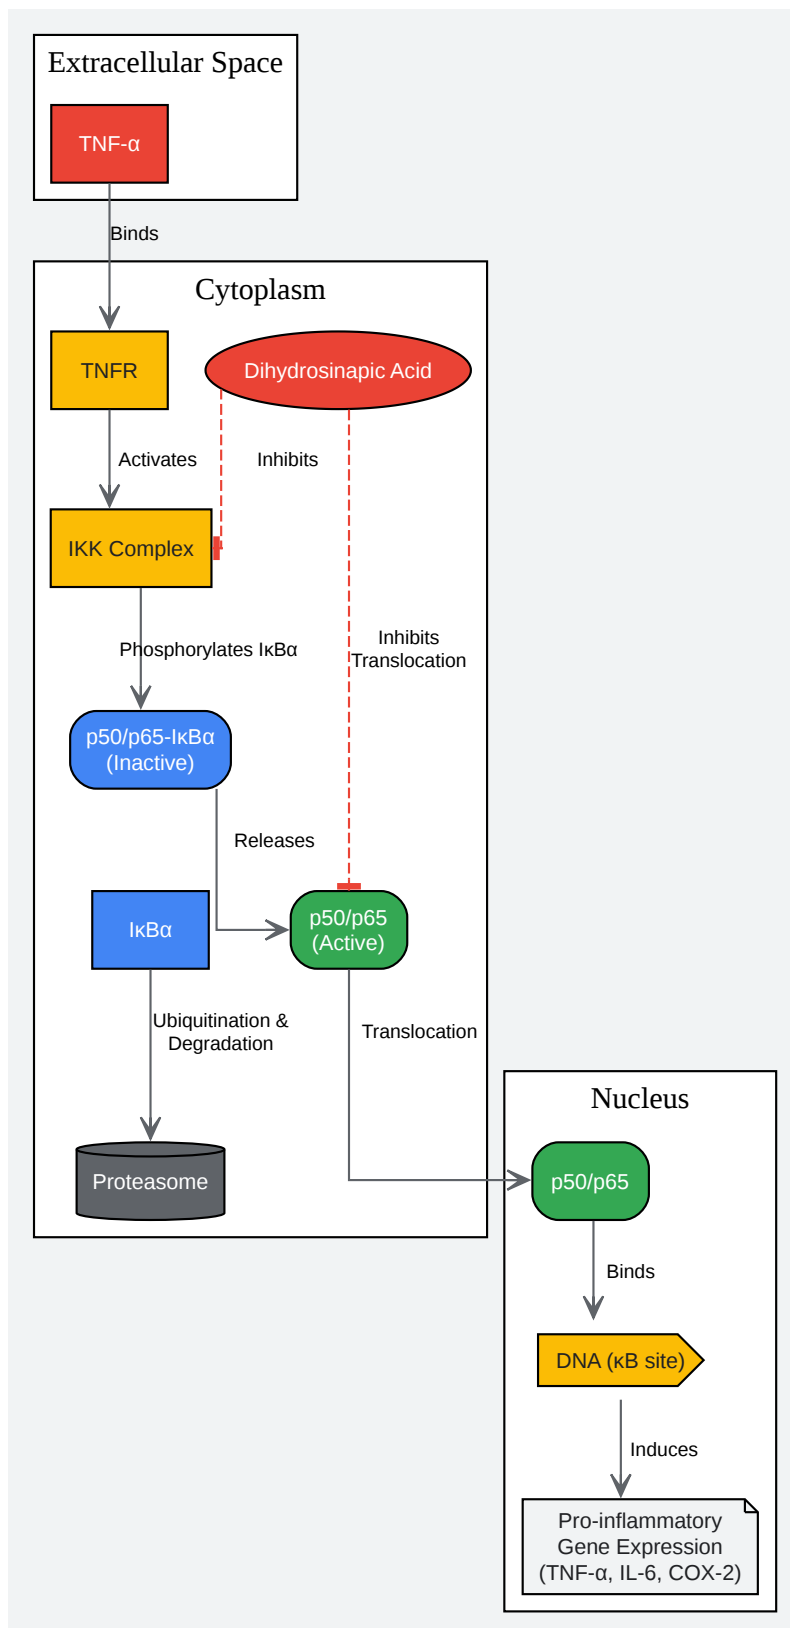 Extracellular Space
TNF-α
Binds
Cytoplasm
TNFR
Dihydrosinapic Acid
Activates
Inhibits
IKK Complex
Phosphorylates IκBα
Inhibits
Translocation
p50/p65-IκBα
(Inactive)
Releases
IκBα
p50/p65
(Active)
Ubiquitination &
Degradation
Translocation
Proteasome
Nucleus
p50/p65
Binds
DNA (κB site)
Induces
Pro-inflammatory
Gene Expression
(TNF-α, IL-6, COX-2)